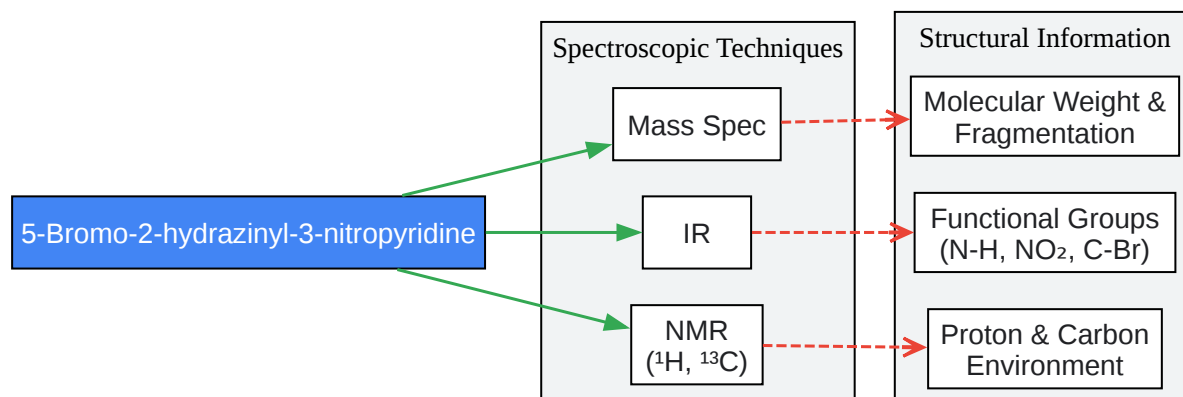 Spectroscopic Techniques
Structural Information
Mass Spec
Molecular Weight &
Fragmentation
5-Bromo-2-hydrazinyl-3-nitropyridine
IR
Functional Groups
(N-H, NO₂, C-Br)
NMR
(¹H, ¹³C)
Proton & Carbon
Environment